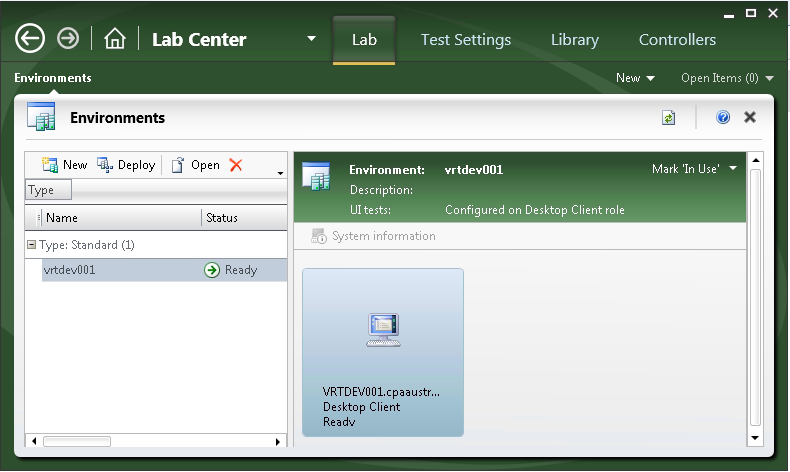 Lab Center
Lab
Test Settings
Library
Controllers
Environments
New
Open Items (0)
Environments
New
Deploy
Open
Type
Name
Status
Type: Standard (1)
vrtdev001
Ready
Environment: vrtdev001
Mark 'In Use'
Description:
UI tests: Configured on Desktop Client role
System information
VRTDEV001.cpaaustr...
Desktop Client
Ready